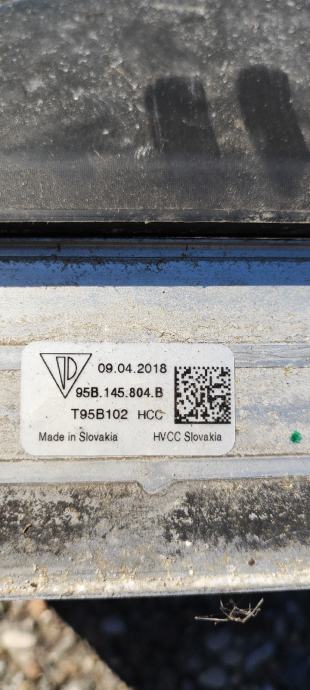 09.04.2018
95B.145.804.B
T95B102 HCC
Made in Slovakia HVCC Slovakia